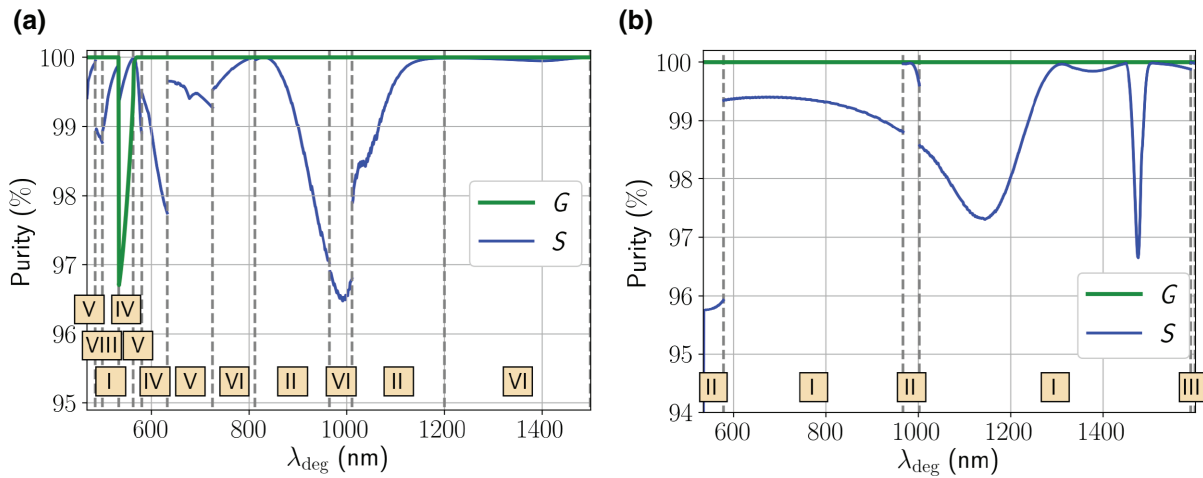 (a)
100
99
98
97
96
95
Purity (%)
G
S
V IV
VIII V
I IV V VI II VI II VI
600 800 1000 1200 1400
λdeg (nm)
(b)
100
99
98
97
96
95
94
Purity (%)
G
S
II I II I III
600 800 1000 1200 1400
λdeg (nm)